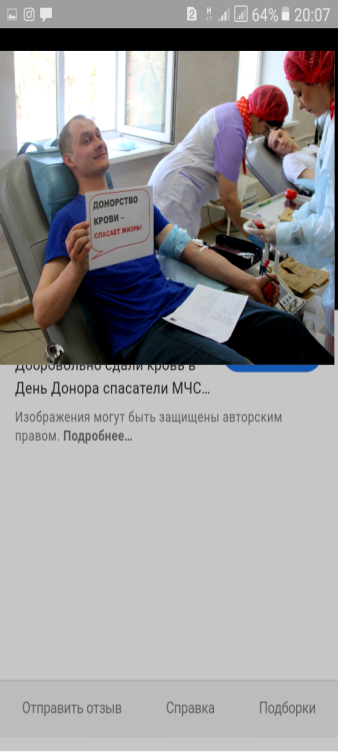 64% 20:07
ДОНОРСТВО
КРОВИ -
СПАСАЕТ ЖИЗНЬ!
Добровольно сдали кровь в
День Донора спасатели МЧС...
Изображения могут быть защищены авторским
правом. Подробнее...
Отправить отзыв Справка Подборки